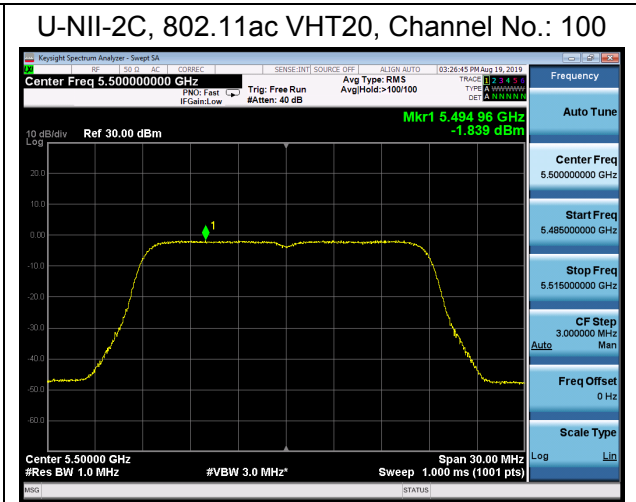 U-NII-2C, 802.11ac VHT20, Channel No.: 100
Keysight Spectrum Analyzer - Swept SA
RF 50 Ω AC CORREC SENSE:INT SOURCE OFF ALIGN AUTO 03:26:45 PM Aug 19, 2019
Center Freq 5.500000000 GHz
PNO: Fast
IFGain:Low
Trig: Free Run
#Atten: 40 dB
Avg Type: RMS
Avg|Hold:>100/100
TRACE 1 2 3 4 5 6
TYPE A WWWWW
DET A N N N N N
Frequency
Mkr1 5.494 96 GHz
-1.839 dBm
10 dB/div Ref 30.00 dBm
Log
20.0
10.0
0.00
-10.0
-20.0
-30.0
-40.0
-50.0
-60.0
1
Center 5.50000 GHz
Span 30.00 MHz
#Res BW 1.0 MHz #VBW 3.0 MHz* Sweep 1.000 ms (1001 pts)
Auto Tune
Center Freq
5.500000000 GHz
Start Freq
5.485000000 GHz
Stop Freq
5.515000000 GHz
CF Step
3.000000 MHz
Auto Man
Freq Offset
0 Hz
Scale Type
Log Lin
MSG STATUS